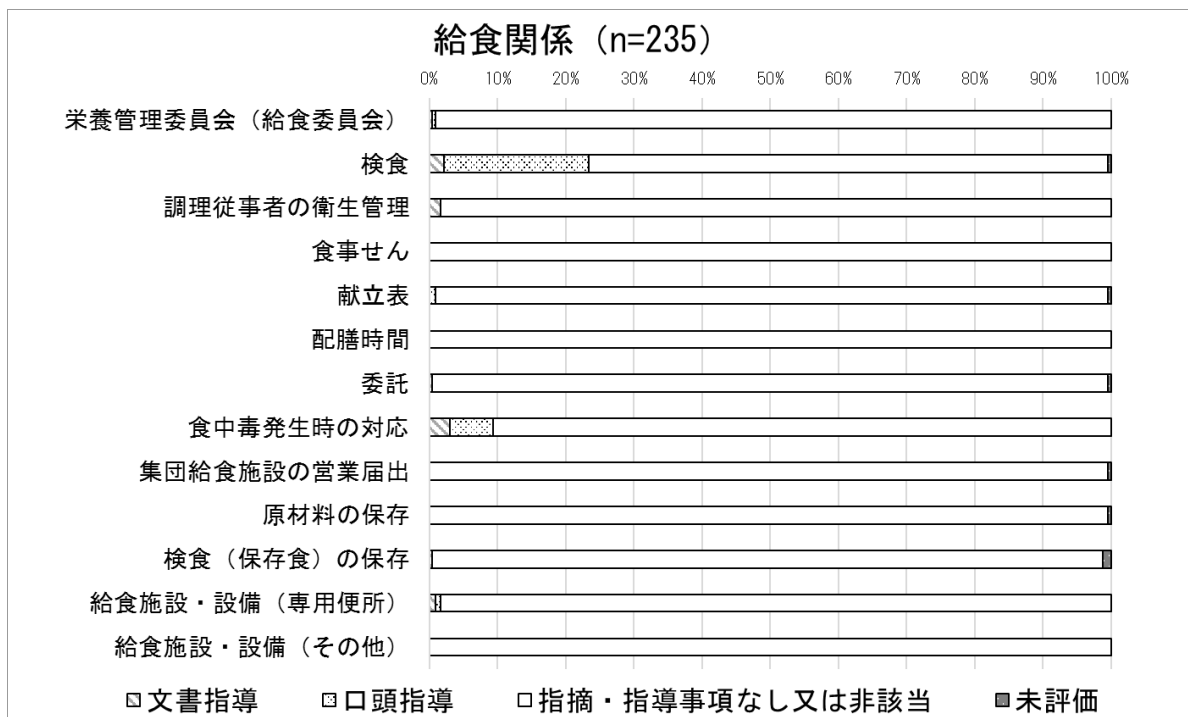 給食関係（n=235）
0% 10% 20% 30% 40% 50% 60% 70% 80% 90% 100%
栄養管理委員会（給食委員会）
検食
調理従事者の衛生管理
食事せん
献立表
配膳時間
委託
食中毒発生時の対応
集団給食施設の営業届出
原材料の保存
検食（保存食）の保存
給食施設・設備（専用便所）
給食施設・設備（その他）
文書指導 口頭指導 指摘・指導事項なし又は非該当 未評価